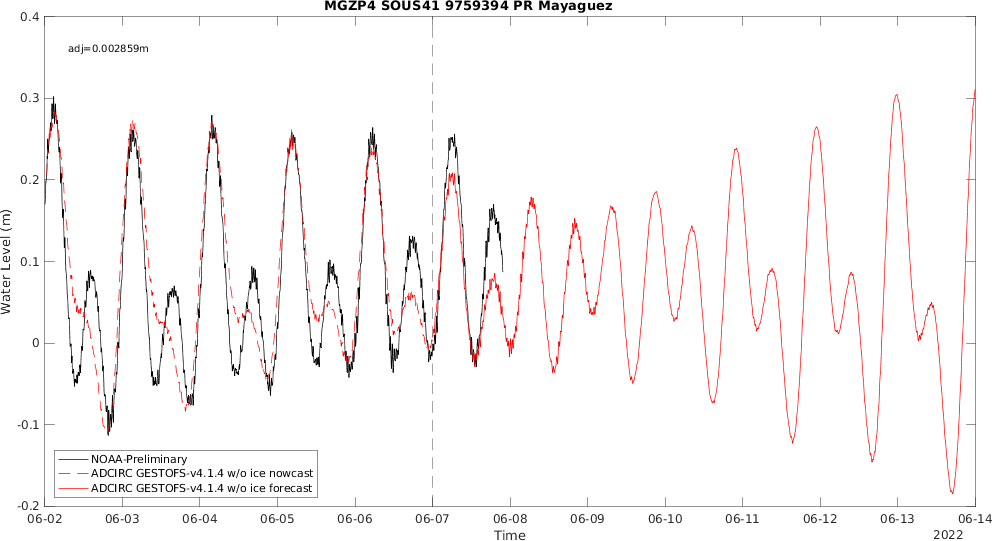 MGZP4 SOUS41 9759394 PR Mayaguez
0.4
adj=0.002859m
0.3
0.2
Water Level (m)
0.1
0
-0.1
NOAA-Preliminary
ADCIRC GESTOFS-v4.1.4 w/o ice nowcast
ADCIRC GESTOFS-v4.1.4 w/o ice forecast
-0.2
06-02 06-03 06-04 06-05 06-06 06-07 06-08 06-09 06-10 06-11 06-12 06-13 06-14
Time 2022